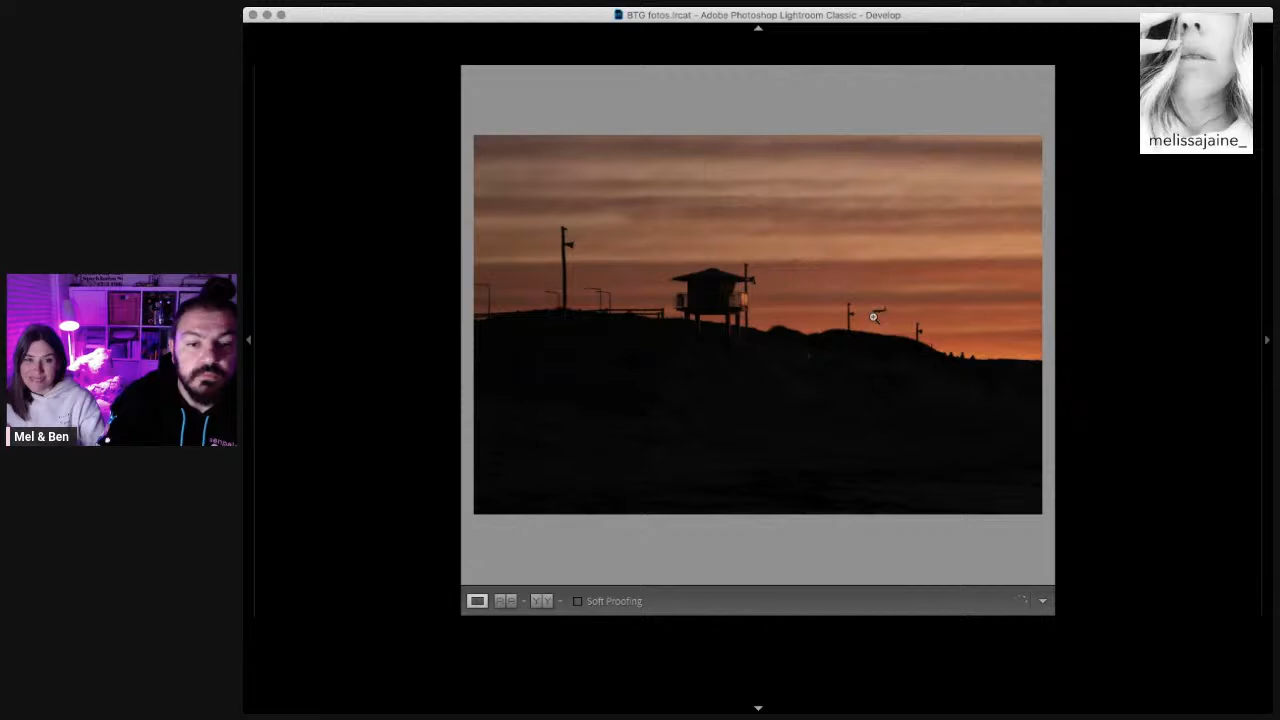 BTG fotos.lrcat - Adobe Photoshop Lightroom Classic - Develop
melissajaine_
Mel & Ben
Soft Proofing